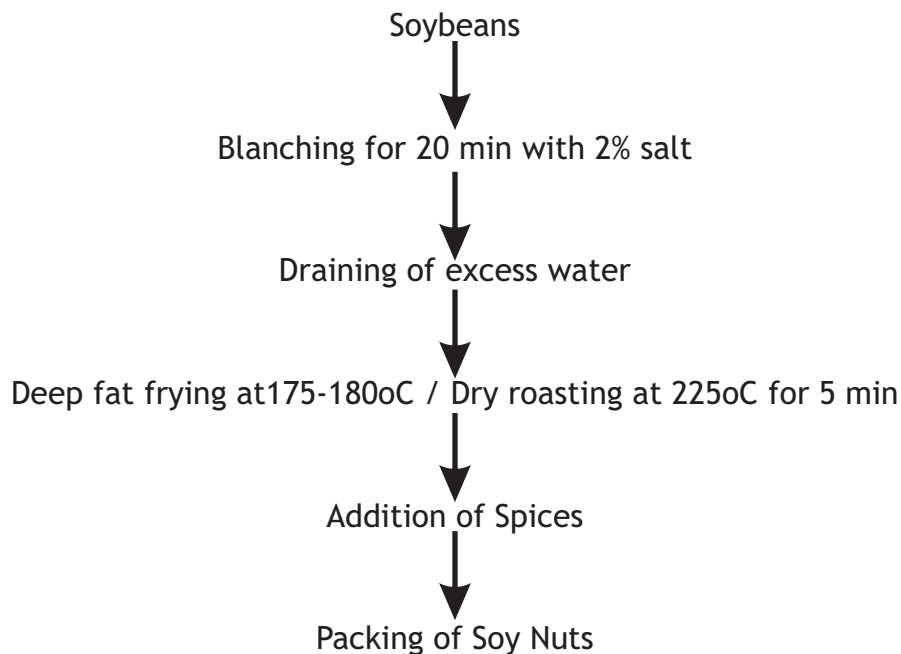 Soybeans
Blanching for 20 min with 2% salt
Draining of excess water
Deep fat frying at175-180oC / Dry roasting at 225oC for 5 min
Addition of Spices
Packing of Soy Nuts